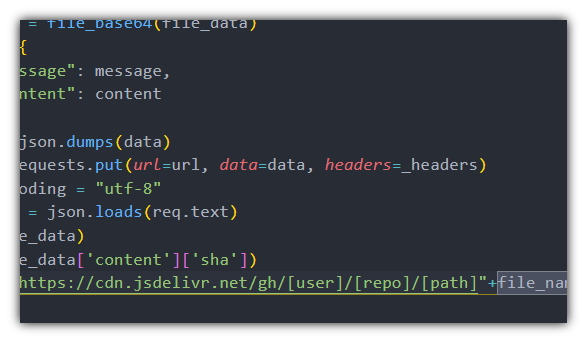 = file_base64(file_data)
{
ssage": message,
ntent": content
json.dumps(data)
equests.put(url=url, data=data, headers=_headers)
oding = "utf-8"
= json.loads(req.text)
e_data)
e_data['content']['sha'])
https://cdn.jsdelivr.net/gh/[user]/[repo]/[path]"+file_nam